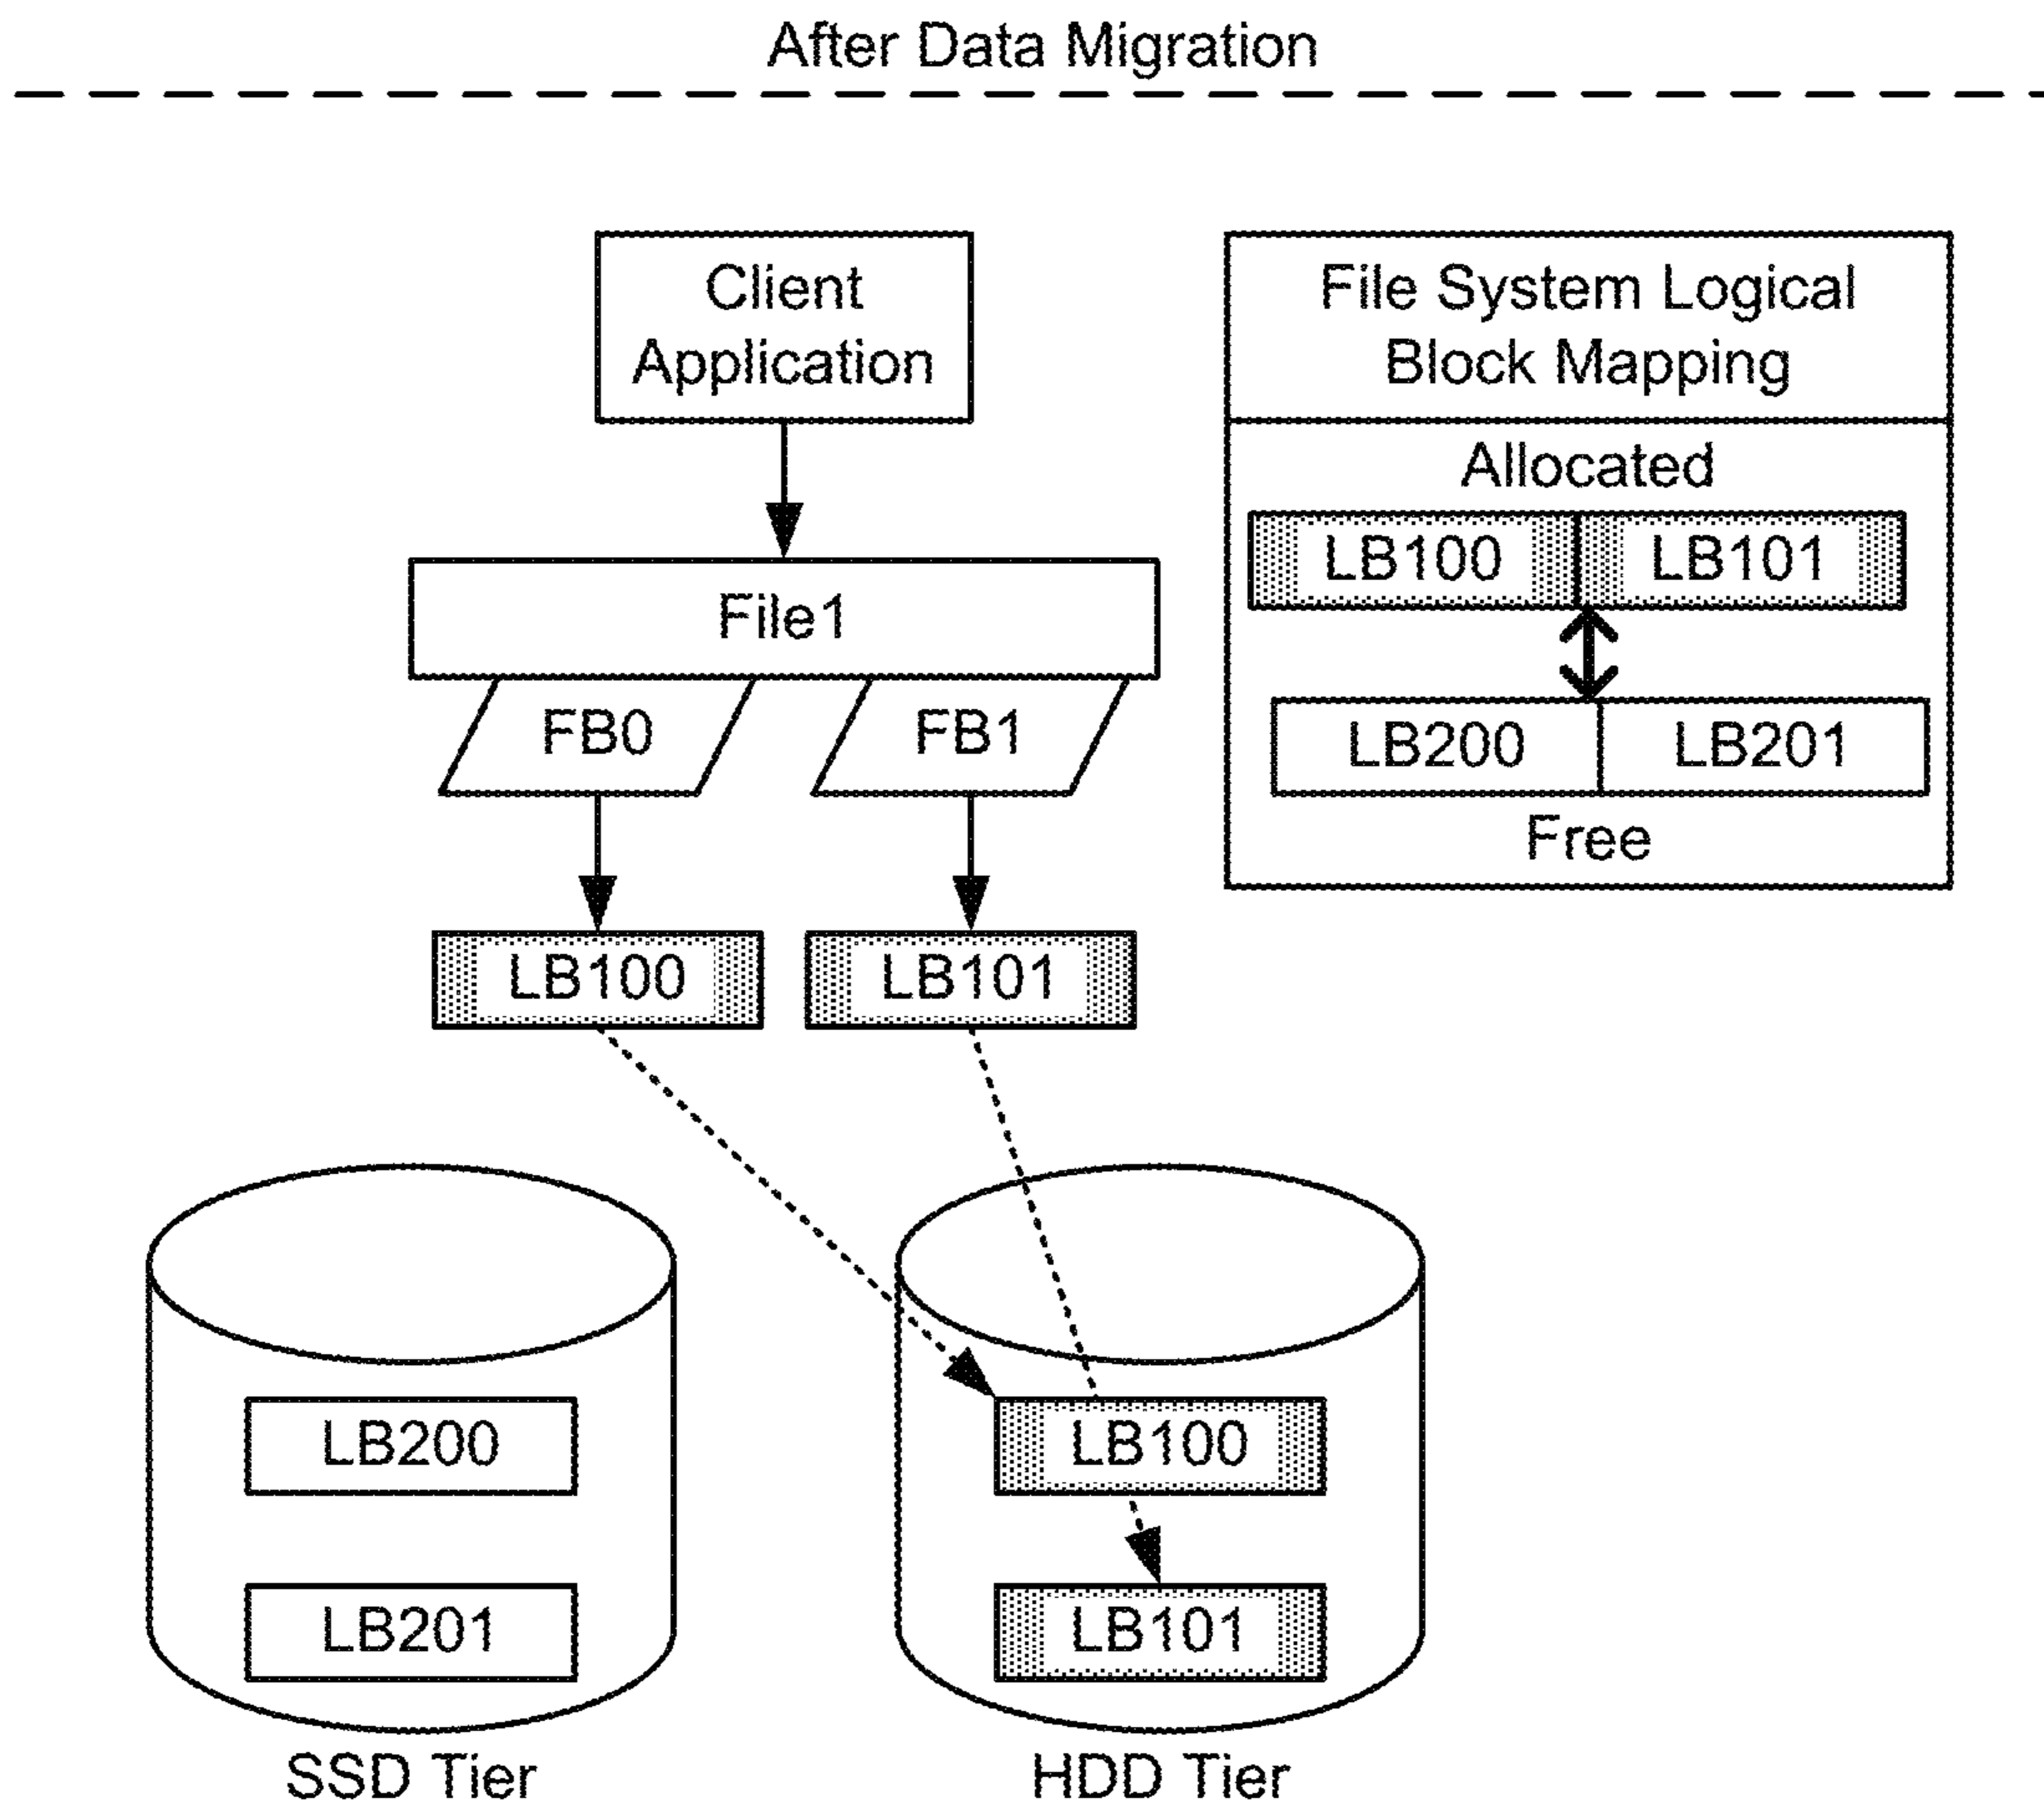 After Data Migration
Client
Application
File System Logical
Block Mapping
Allocated
LB100 LB101
File1
FB0 FB1
LB200 LB201
Free
LB100 LB101
LB200 LB100
LB201 LB101
SSD Tier HDD Tier